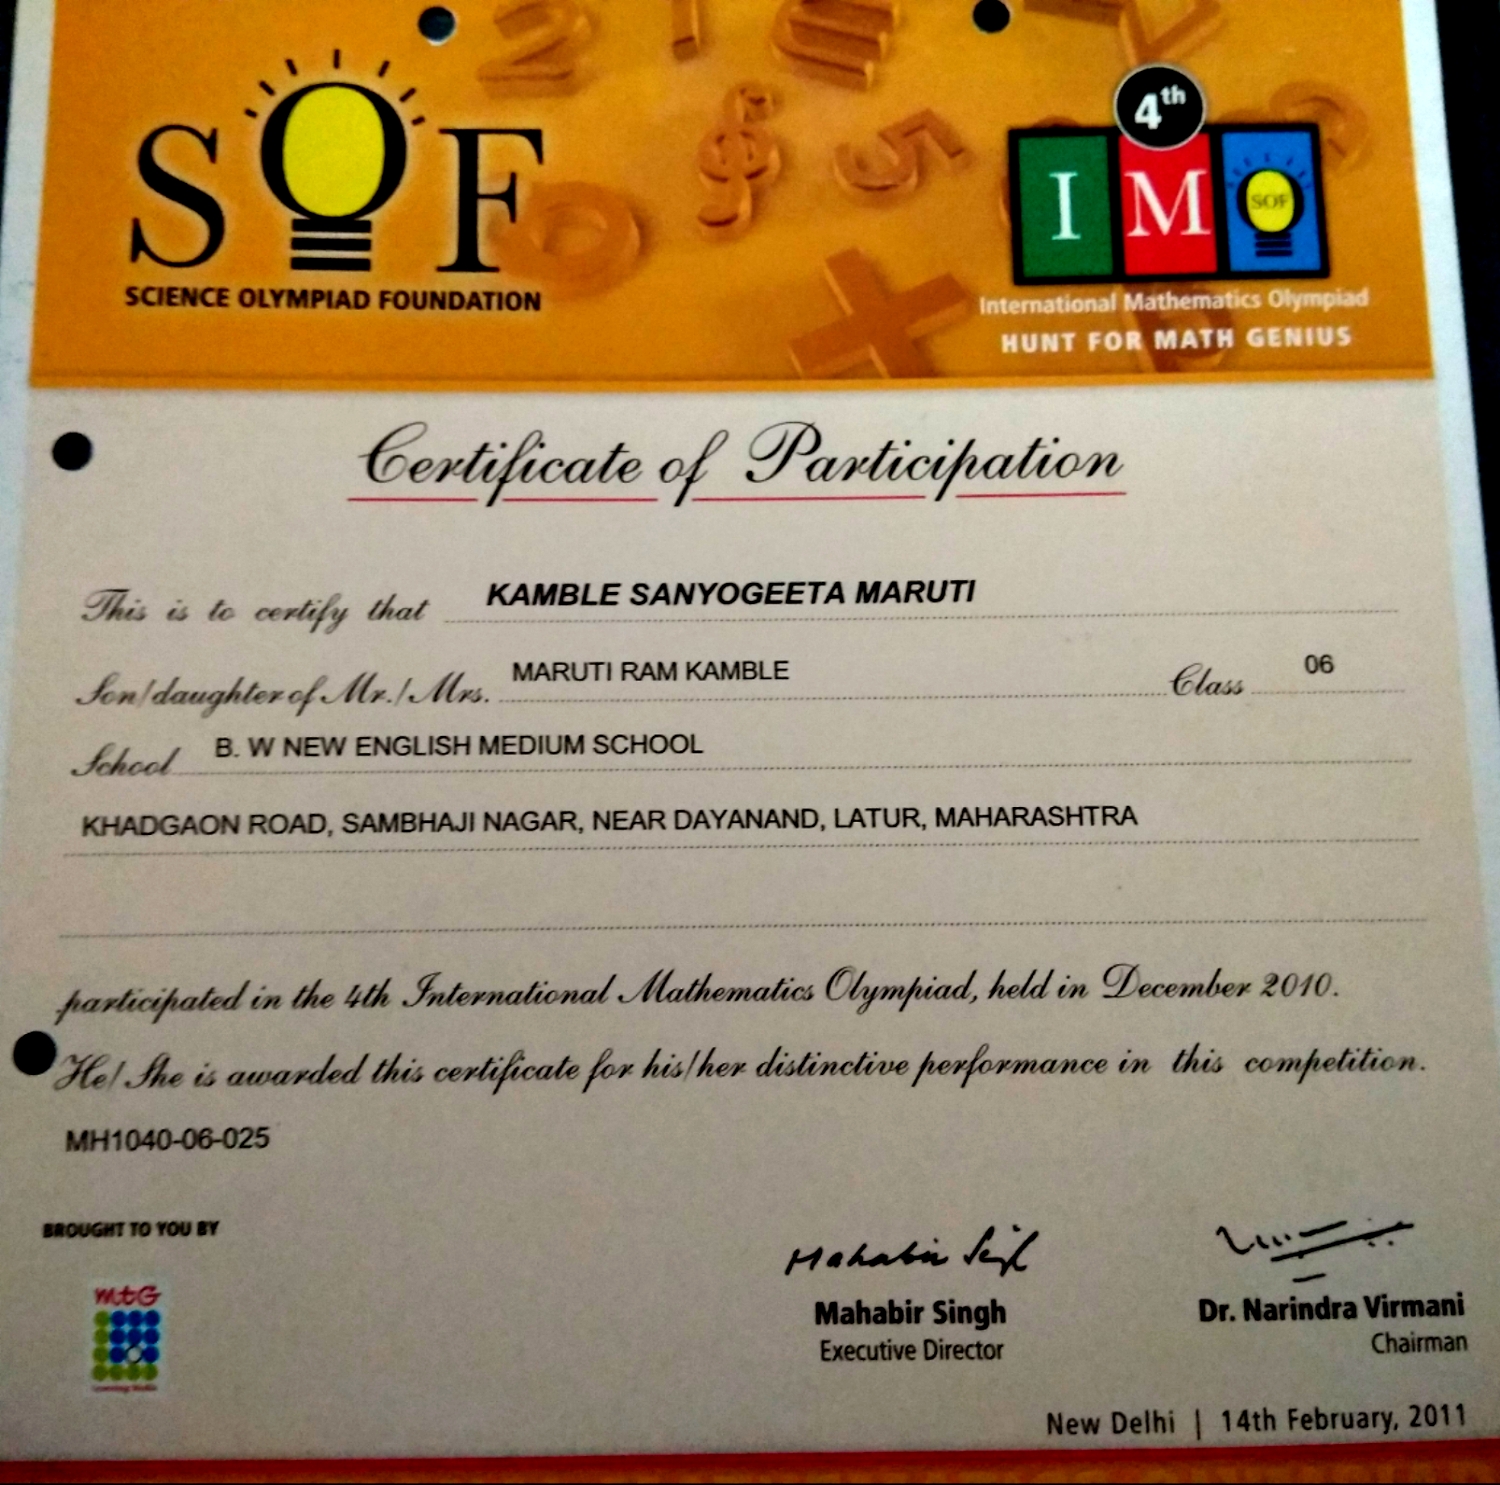 SOF
SCIENCE OLYMPIAD FOUNDATION
4th
IMO
SOF
International Mathematics Olympiad
HUNT FOR MATH GENIUS
Certificate of Participation
This is to certify that KAMBLE SANYOGEETA MARUTI
Son/daughter of Mr./Mrs. MARUTI RAM KAMBLE Class 06
School B. W NEW ENGLISH MEDIUM SCHOOL
KHADGAON ROAD, SAMBHAJI NAGAR, NEAR DAYANAND, LATUR, MAHARASHTRA
participated in the 4th International Mathematics Olympiad, held in December 2010.
He/She is awarded this certificate for his/her distinctive performance in this competition.
MH1040-06-025
BROUGHT TO YOU BY
mtG
Mahabir Singh
Mahabir Singh
Executive Director
Dr. Narindra Virmani
Chairman
New Delhi | 14th February, 2011